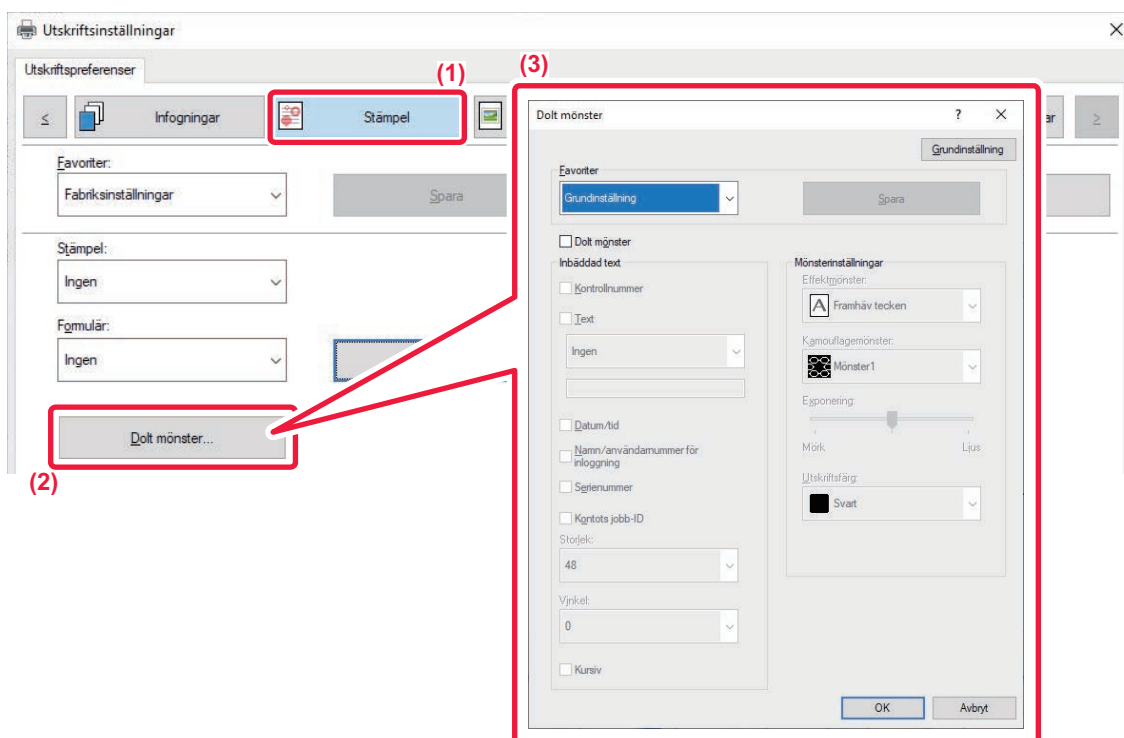 Utskriftsinställningar
Utskriftspreferenser
(1)
(3)
<
Infogningar
Stämpel
ar
>
Favoriter:
Fabriksinställningar
Spara
Stämpel:
Ingen
Formulär:
Ingen
Dolt mönster...
(2)
Dolt mönster
?
Grundinställning
Favoriter
Grundinställning
Spara
Dolt mönster
Inbäddad text
Kontrollnummer
Text
Ingen
Datum/tid
Namn/användarnummer för
inloggning
Serienummer
Kontots jobb-ID
Storlek:
48
Vinkel:
0
Kursiv
Mönsterinställningar
Effektmönster:
A
Framhäv tecken
Kamouflagemönster:
Mönster1
Exponering:
Mörk
Ljus
Utskriftsfärg:
Svart
OK
Avbryt